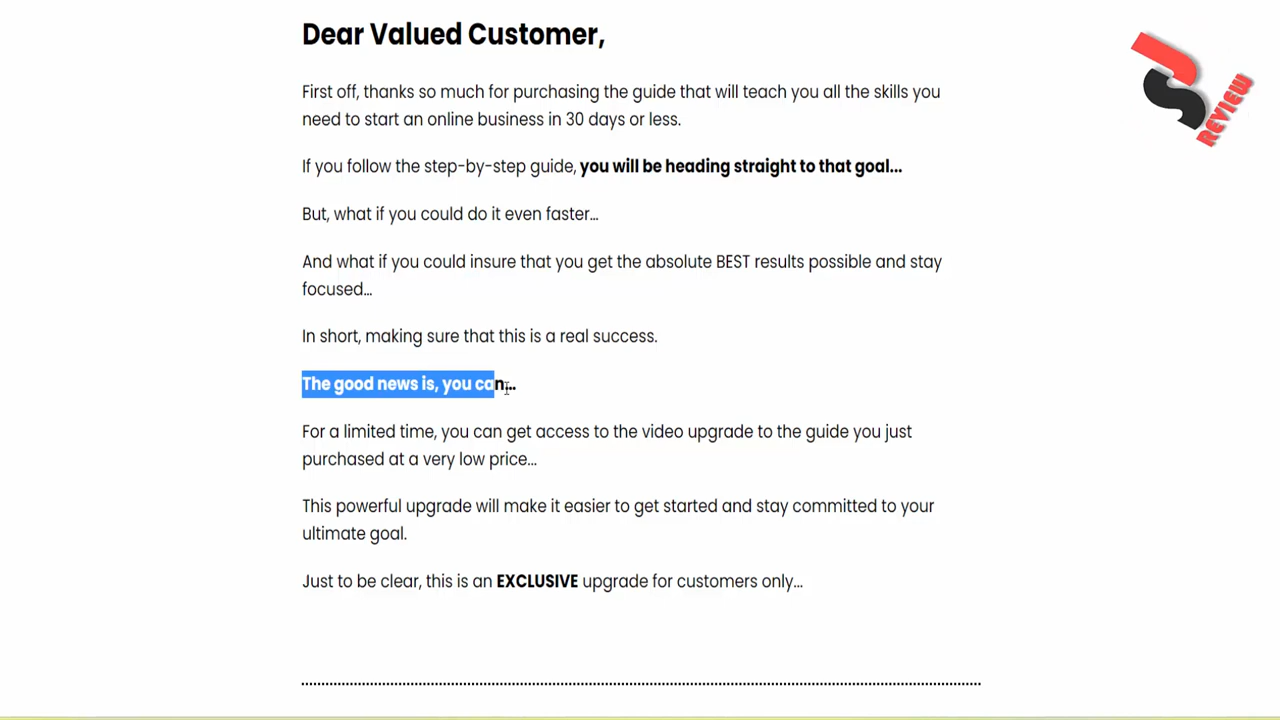 Dear Valued Customer,
First off, thanks so much for purchasing the guide that will teach you all the skills you
need to start an online business in 30 days or less.
If you follow the step-by-step guide, you will be heading straight to that goal...
But, what if you could do it even faster...
And what if you could insure that you get the absolute BEST results possible and stay
focused...
In short, making sure that this is a real success.
The good news is, you can...
For a limited time, you can get access to the video upgrade to the guide you just
purchased at a very low price...
This powerful upgrade will make it easier to get started and stay committed to your
ultimate goal.
Just to be clear, this is an EXCLUSIVE upgrade for customers only...
REVIEW